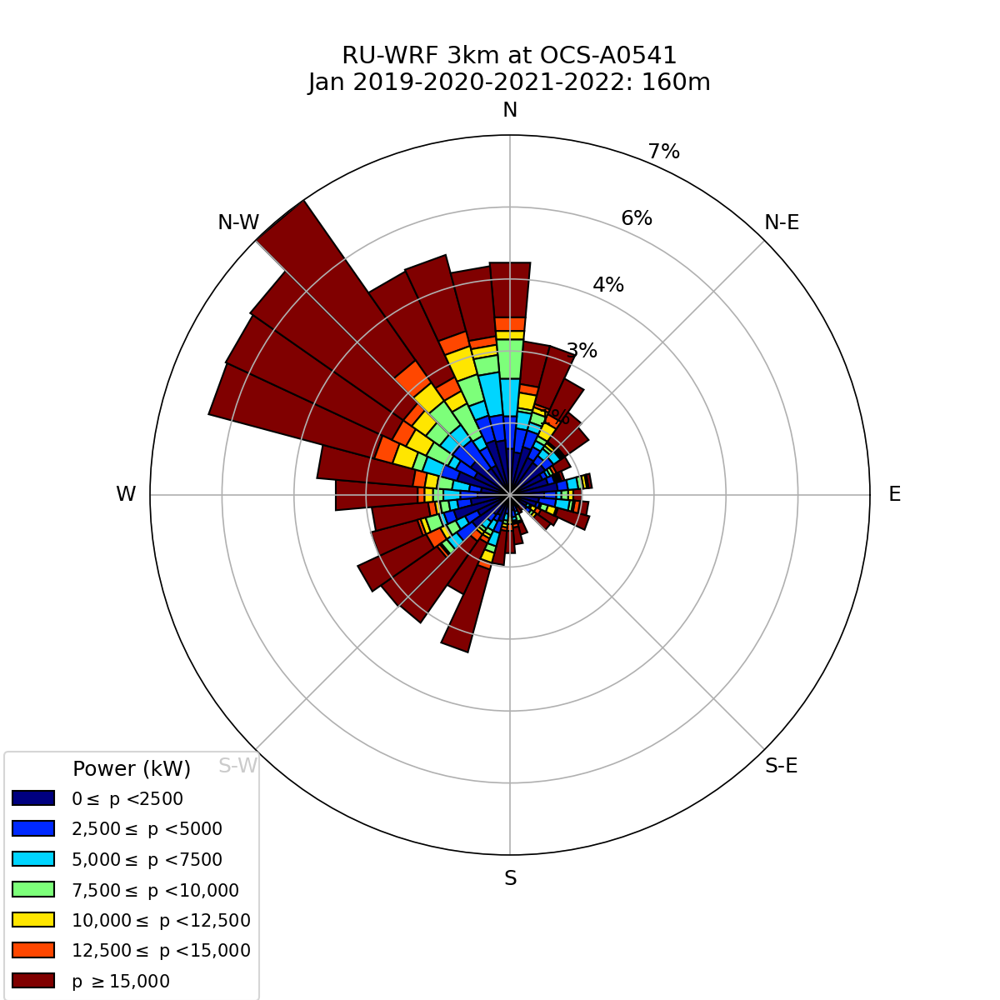 RU-WRF 3km at OCS-A0541
Jan 2019-2020-2021-2022: 160m
N
7%
N-W
6%
N-E
4%
3%
1%
W
E
S-W
S-E
S
Power (kW)
0≤ p <2500
2,500≤ p <5000
5,000≤ p <7500
7,500≤ p <10,000
10,000≤ p <12,500
12,500≤ p <15,000
p ≥15,000